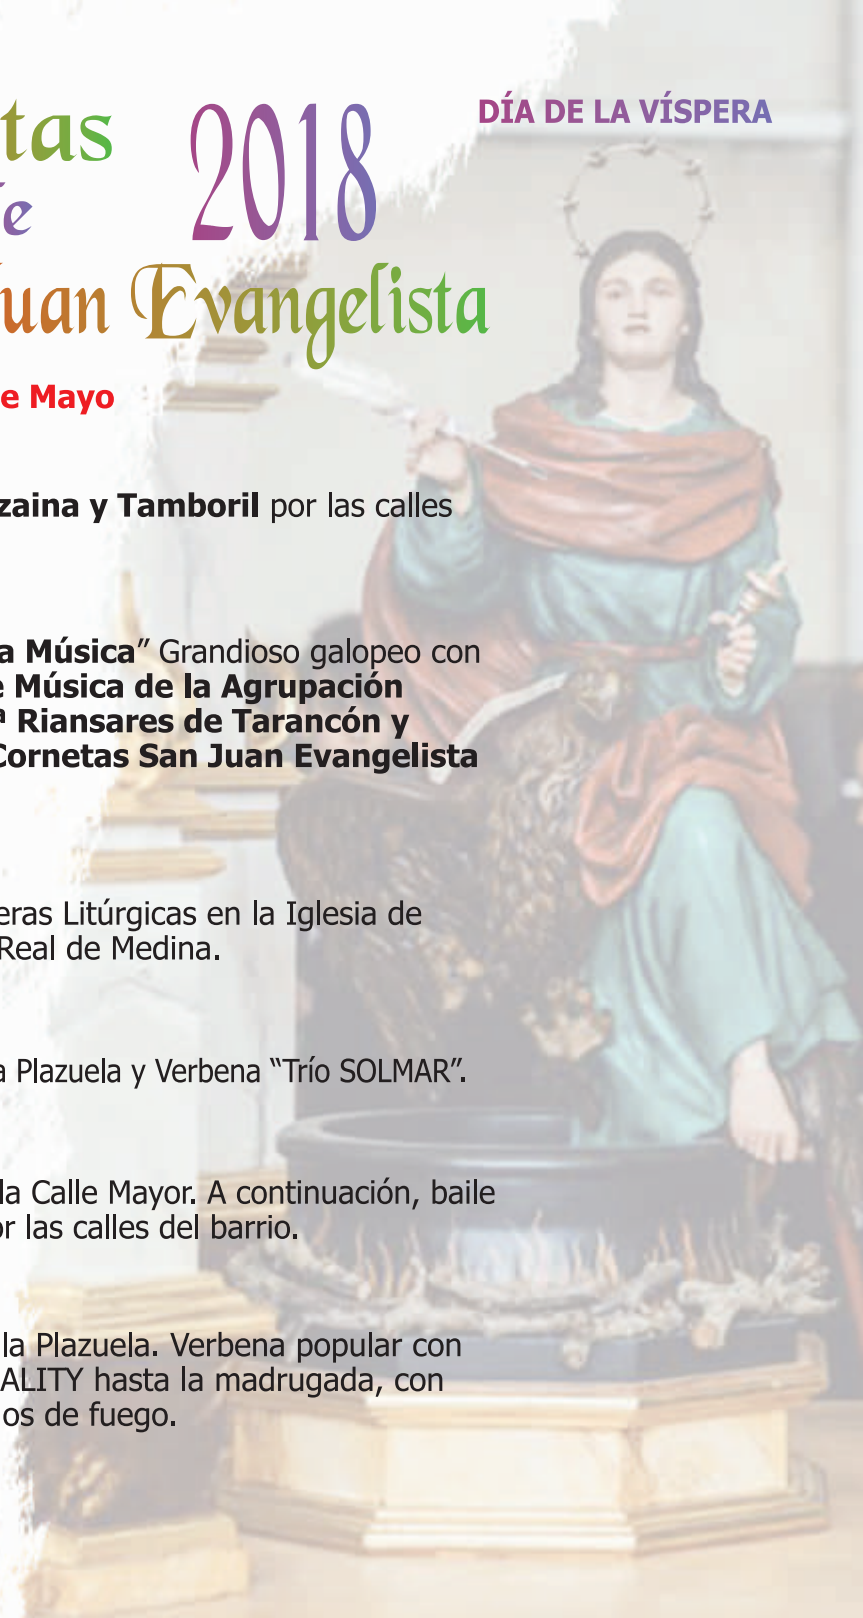 tas
2018
DÍA DE LA VÍSPERA
e
uan Evangelista
e Mayo
zaina y Tamboril por las calles
a Música” Grandioso galopeo con
e Música de la Agrupación
ª Riansares de Tarancón y
Cornetas San Juan Evangelista
eras Litúrgicas en la Iglesia de
Real de Medina.
a Plazuela y Verbena “Trío SOLMAR”.
la Calle Mayor. A continuación, baile
or las calles del barrio.
la Plazuela. Verbena popular con
ALITY hasta la madrugada, con
os de fuego.